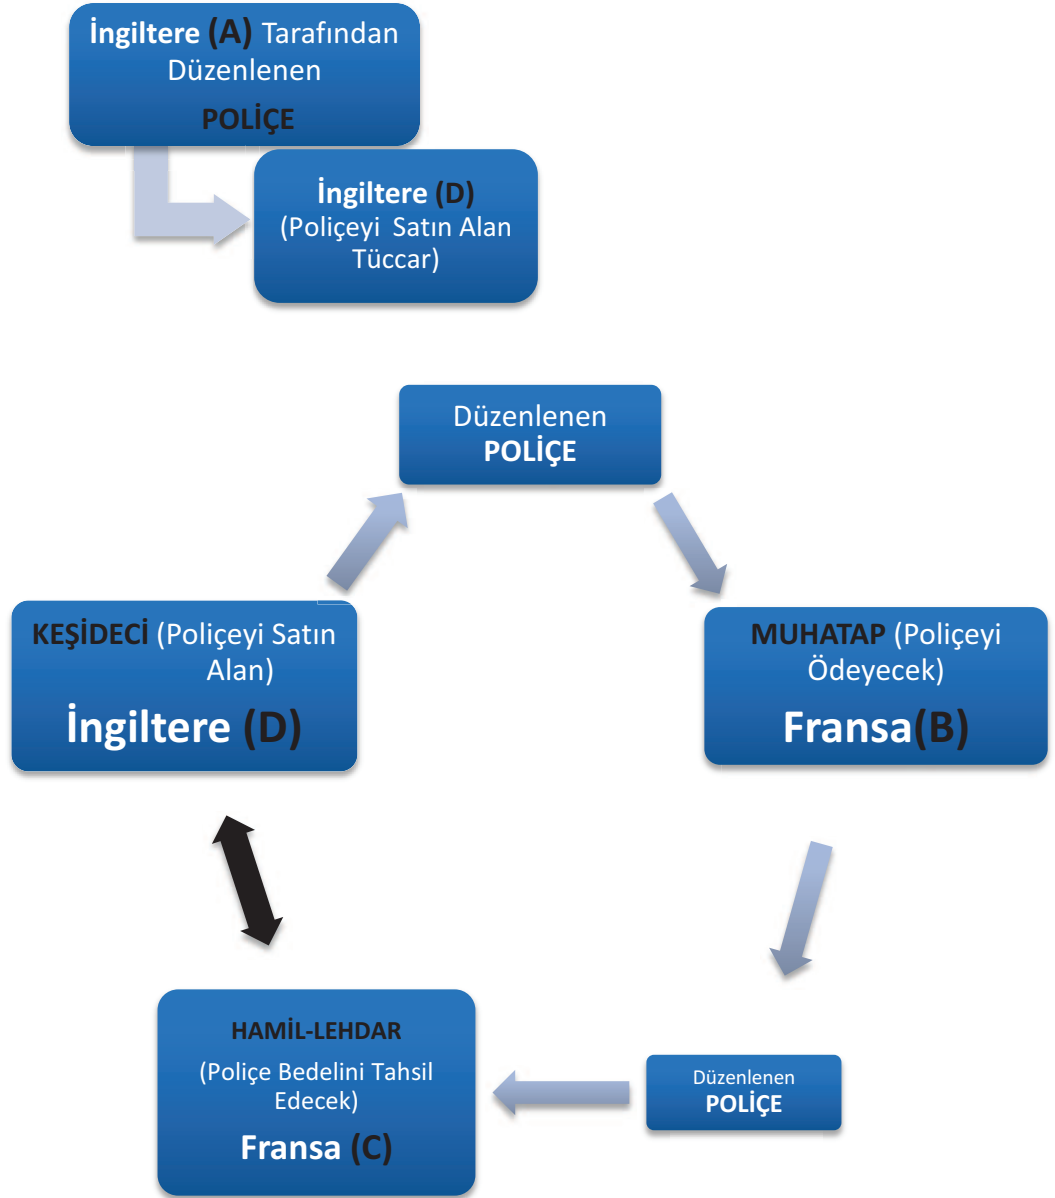 İngiltere (A) Tarafından
Düzenlenen
POLİÇE
İngiltere (D)
(Poliçeyi Satın Alan
Tüccar)
Düzenlenen
POLİÇE
KEŞİDECİ (Poliçeyi Satın
Alan)
İngiltere (D)
MUHATAP (Poliçeyi
Ödeyecek)
Fransa(B)
HAMİL-LEHDAR
(Poliçe Bedelini Tahsil
Edecek)
Fransa (C)
Düzenlenen
POLİÇE